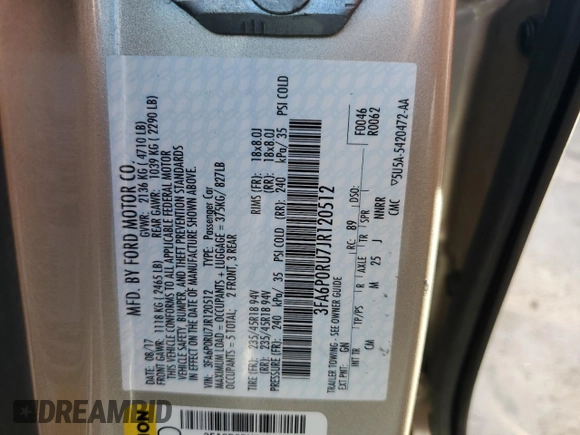 MFD. BY FORD MOTOR CO.
DATE: 08/17 GVWR: 2136 KG ( 4710 LB)
FRONT GAWR: 1118 KG ( 2465 LB) REAR GAWR: 1039 KG ( 2290 LB)
THIS VEHICLE CONFORMS TO ALL APPLICABLE FEDERAL MOTOR
VEHICLE SAFETY, BUMPER, AND THEFT PREVENTION STANDARDS
IN EFFECT ON THE DATE OF MANUFACTURE SHOWN ABOVE.
VIN: 3FA6P0RU7JR120512 TYPE: Passenger Car
MAXIMUM LOAD = OCCUPANTS + LUGGAGE = 375KG/ 827LB
OCCUPANTS = 5 TOTAL: 2 FRONT, 3 REAR
TIRE (FR): 235/45R18 94V RIMS (FR): 18x8.0J
(RR): 235/45R18 94V (RR): 18x8.0J
PRESSURE (FR): 240 kPa/ 35 PSI COLD (RR): 240 kPa/ 35 PSI COLD
3FA6P0RU7JR120512
F0046
R0062
TRAILER TOWING - SEE OWNER GUIDE
EXT PNT: GN RC: 89 DSO:
INT TR TP/PS R AXLE TR SPR
CM M 25 J NHRR
CMC ▽5U5A-5420472-AA
DREAMBID